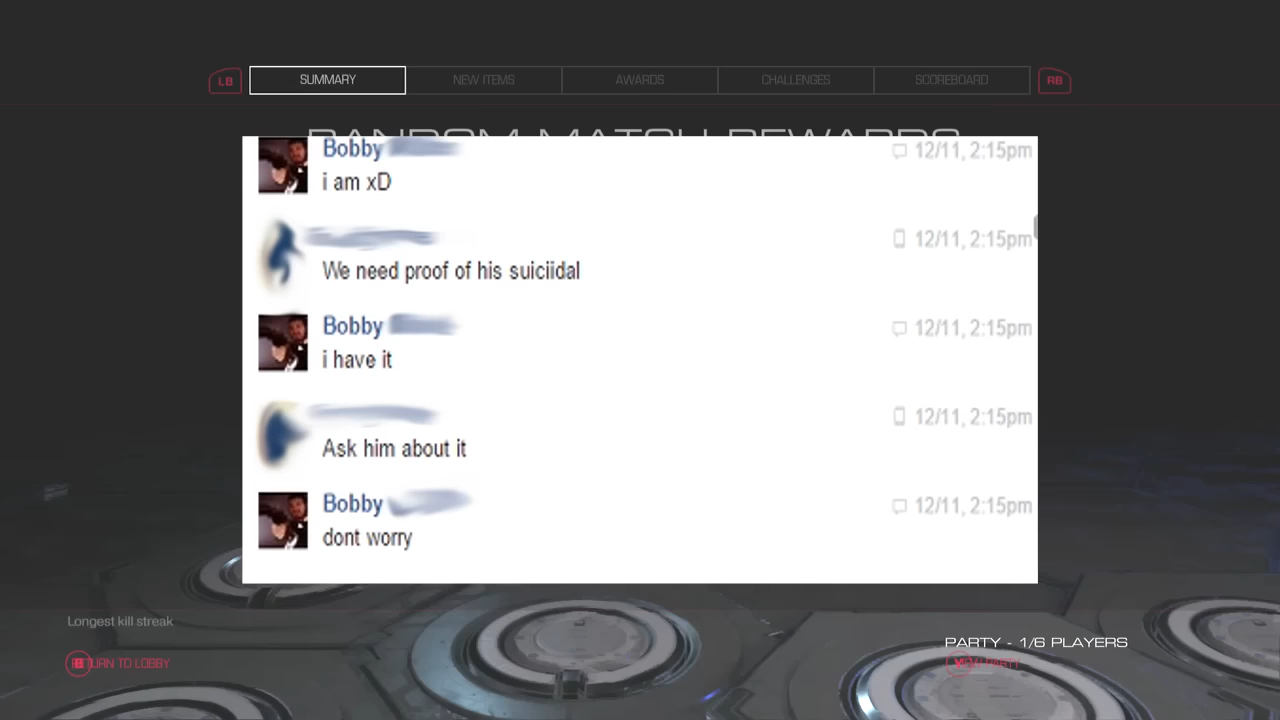 LB SUMMARY NEW ITEMS AWARDS CHALLENGES SCOREBOARD RB
RANDOM MATCH REWARDS
Bobby 12/11, 2:15pm
i am xD
12/11, 2:15pm
We need proof of his suiciidal
Bobby 12/11, 2:15pm
i have it
12/11, 2:15pm
Ask him about it
Bobby 12/11, 2:15pm
dont worry
Longest kill streak
PARTY - 1/6 PLAYERS
B RETURN TO LOBBY
Y VIEW PARTY